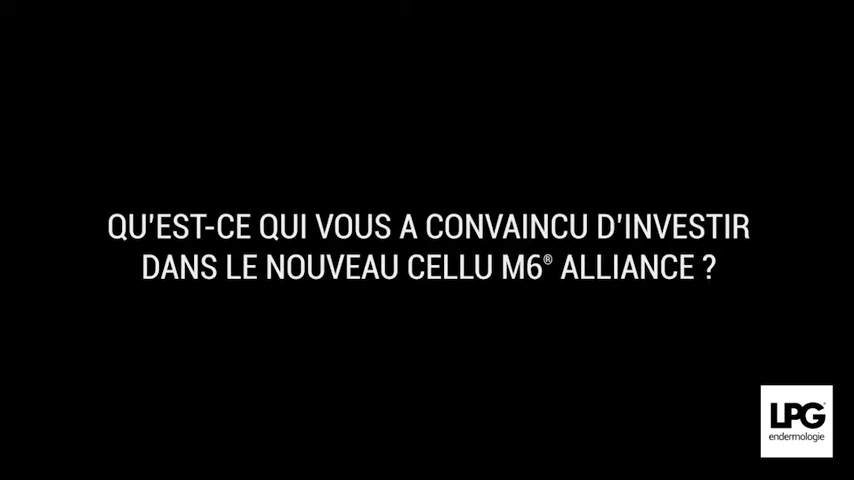 QU'EST-CE QUI VOUS A CONVAINCU D'INVESTIR
DANS LE NOUVEAU CELLU M6® ALLIANCE ?
LPG®
endermologie